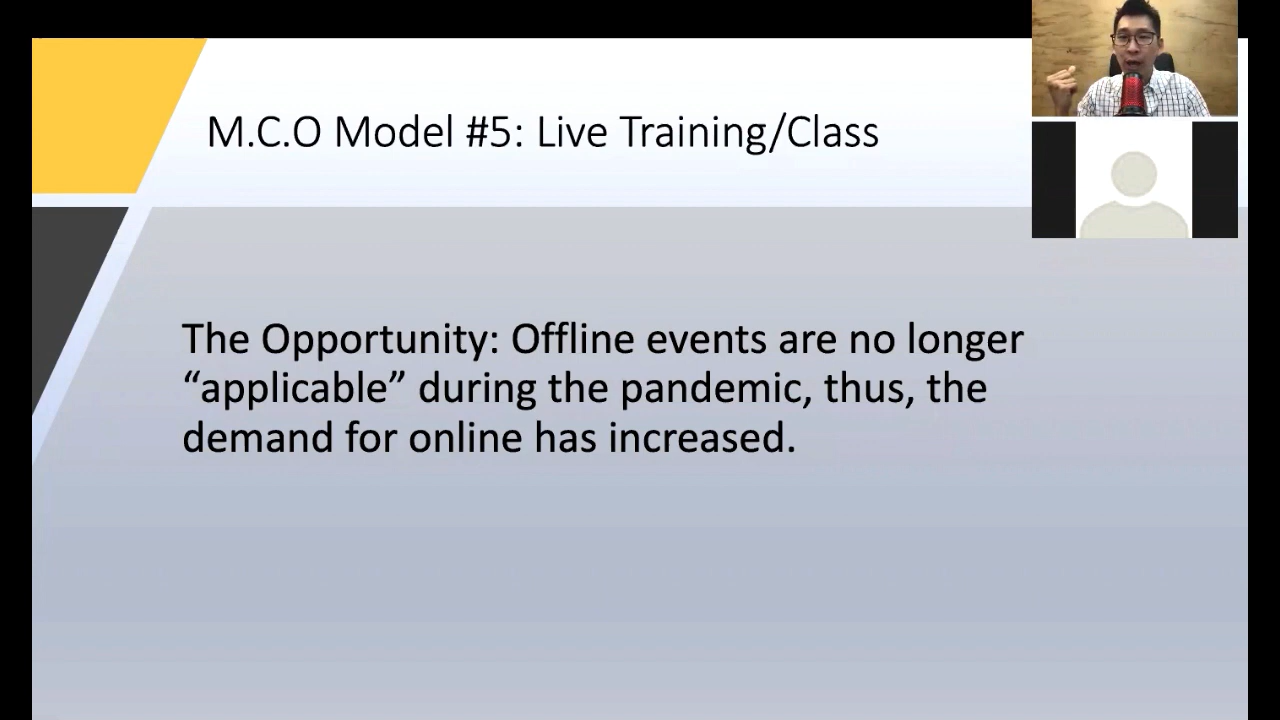 M.C.O Model #5: Live Training/Class
The Opportunity: Offline events are no longer
“applicable” during the pandemic, thus, the
demand for online has increased.